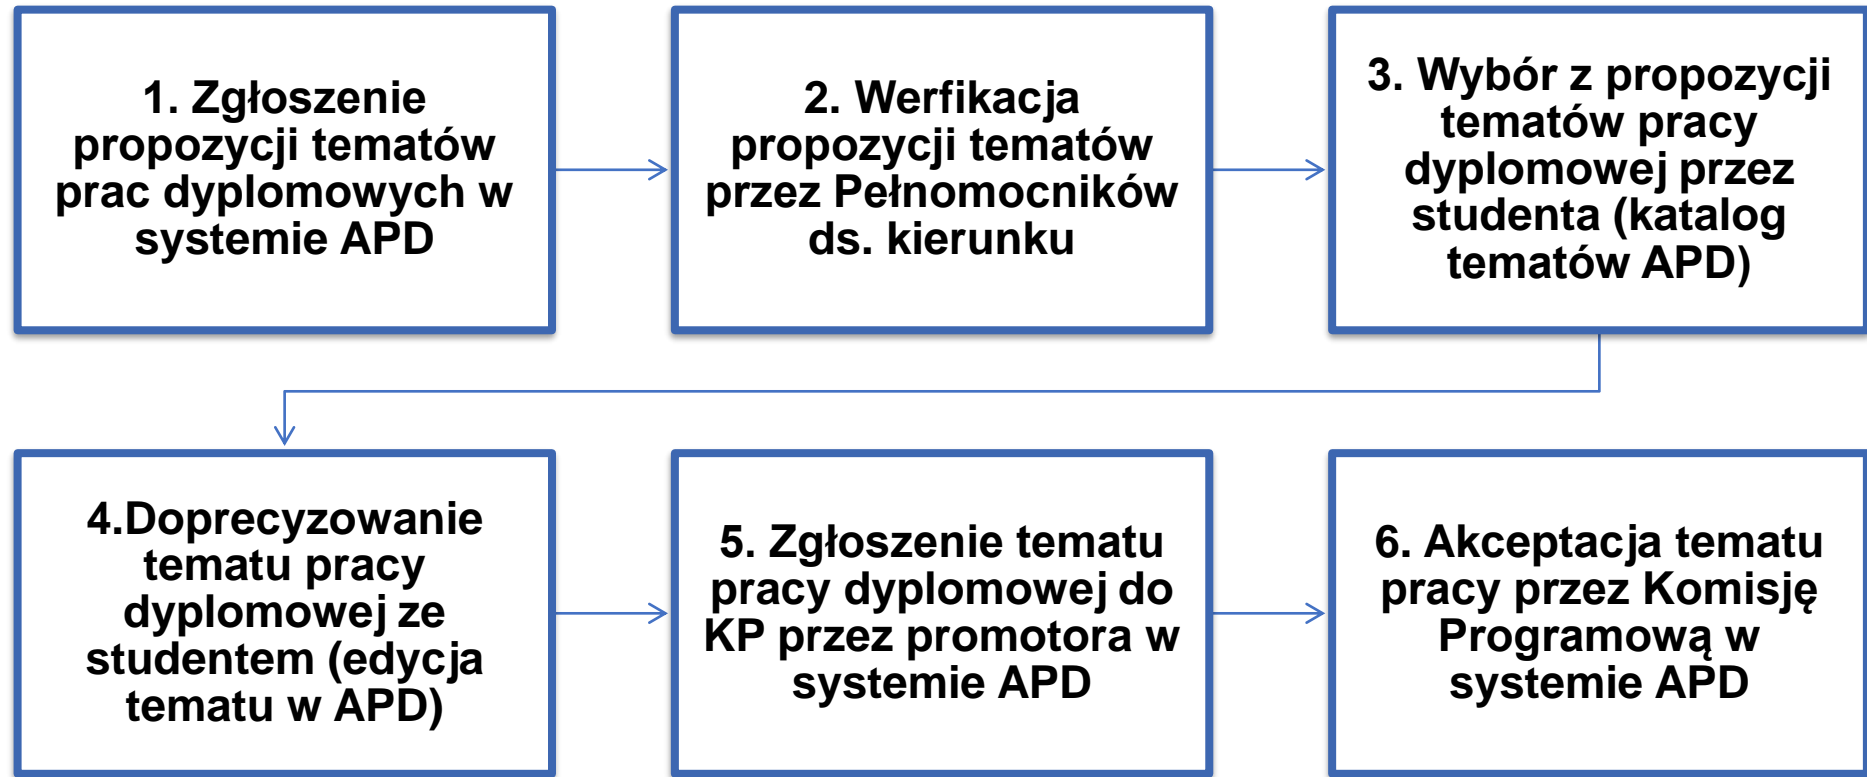 1. Zgłoszenie
propozycji tematów
prac dyplomowych w
systemie APD
2. Werfikacja
propozycji tematów
przez Pełnomocników
ds. kierunku
3. Wybór z propozycji
tematów pracy
dyplomowej przez
studenta (katalog
tematów APD)
4.Doprecyzowanie
tematu pracy
dyplomowej ze
studentem (edycja
tematu w APD)
5. Zgłoszenie tematu
pracy dyplomowej do
KP przez promotora w
systemie APD
6. Akceptacja tematu
pracy przez Komisję
Programową w
systemie APD